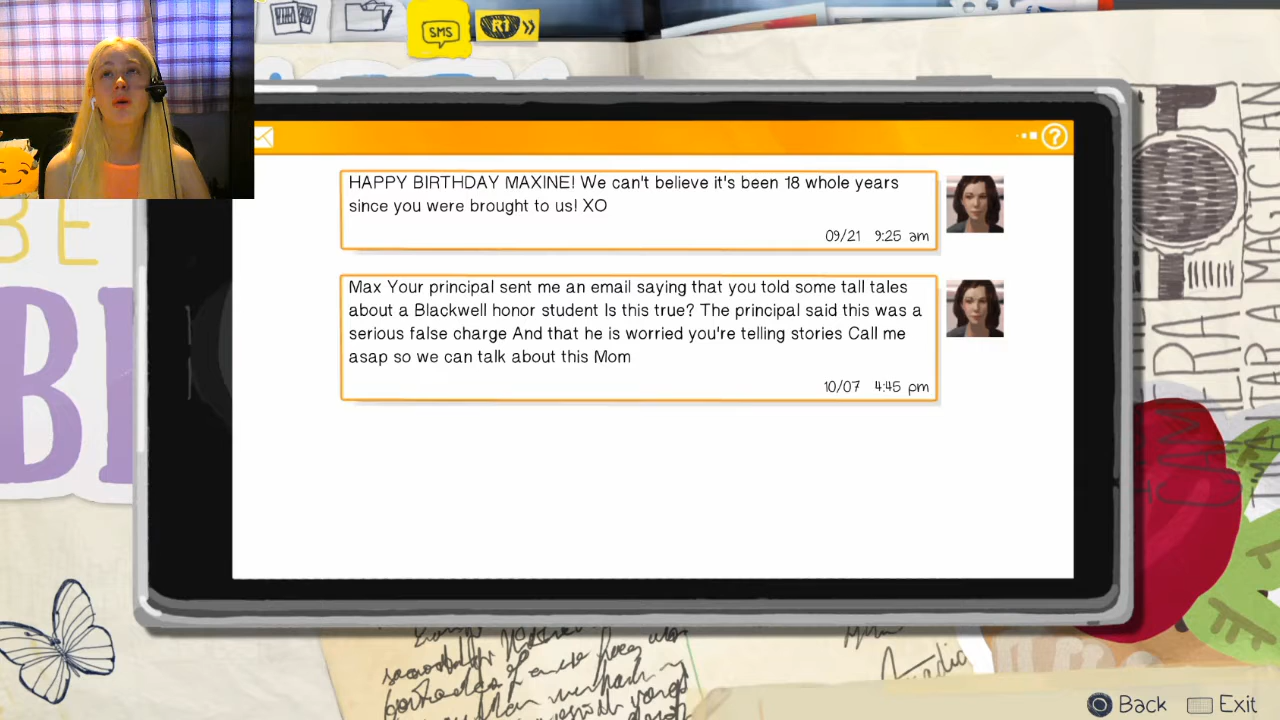 SMS
R1
HAPPY BIRTHDAY MAXINE! We can't believe it's been 18 whole years
since you were brought to us! XO
09/21 9:25 am
Max Your principal sent me an email saying that you told some tall tales
about a Blackwell honor student Is this true? The principal said this was a
serious false charge And that he is worried you're telling stories Call me
asap so we can talk about this Mom
10/07 4:45 pm
BE
Back
Exit